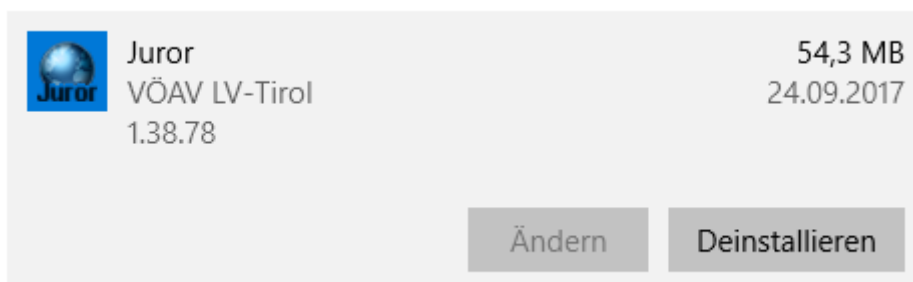 Juror
Juror 54,3 MB
VÖAV LV-Tirol 24.09.2017
1.38.78
Ändern Deinstallieren